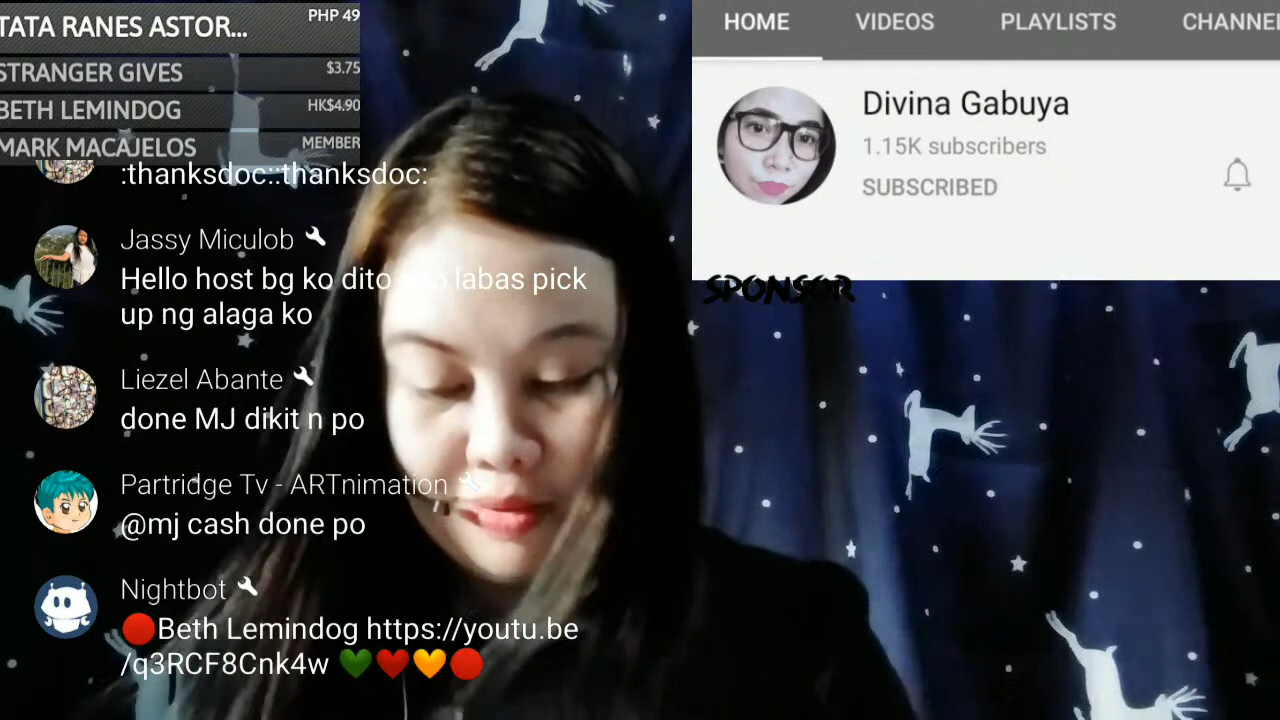 TATA RANES ASTOR...
PHP 49
STRANGER GIVES
$3.75
BETH LEMINDOG
HK$4.90
MARK MACAJELOS
MEMBER
:thanksdoc::thanksdoc:
Jassy Miculob
Hello host bg ko dito labas pick
up ng alaga ko
Liezel Abante
done MJ dikit n po
Partridge Tv - ARTnimation
@mj cash done po
Nightbot
🔴Beth Lemindog https://youtu.be
/q3RCF8Cnk4w 💚❤️🧡🔴
HOME
VIDEOS
PLAYLISTS
CHANNE
Divina Gabuya
1.15K subscribers
SUBSCRIBED
SPONSOR